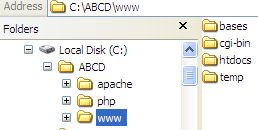 Address C:\ABCD\www
Folders
Local Disk (C:)
ABCD
apache
php
www
bases
cgi-bin
htdocs
temp